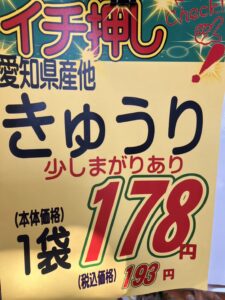 イチ押し
Check!
愛知県産他
きゅうり
少しまがりあり
(本体価格)
1袋
178円
(税込価格) 193円